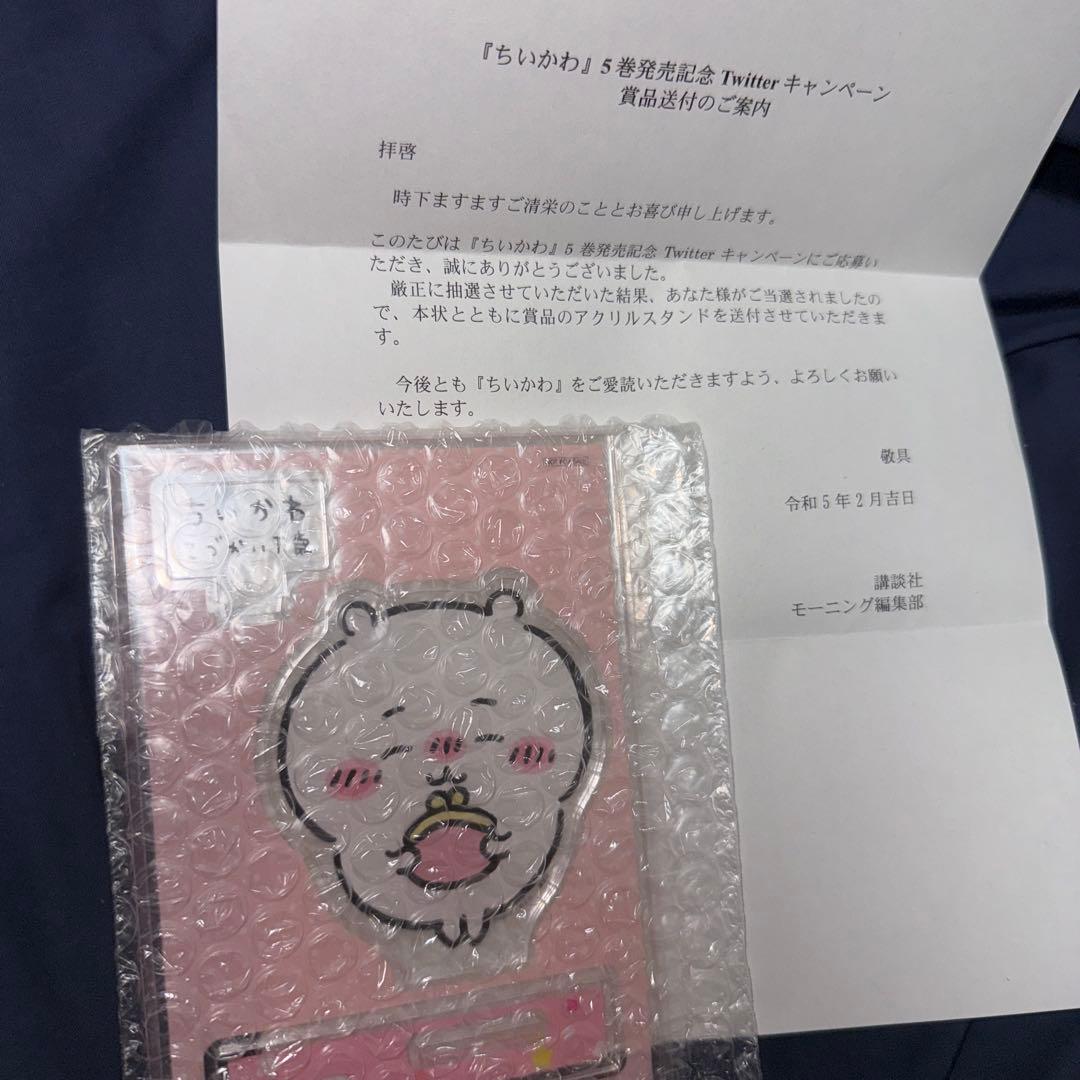 『ちいかわ』5巻発売記念 Twitter キャンペーン
賞品送付のご案内
拝啓
時下ますますご清栄のこととお喜び申し上げます。
このたびは『ちいかわ』5 巻発売記念 Twitter キャンペーンにご応募い
ただき、誠にありがとうございました。
厳正に抽選させていただいた結果、あなた様がご当選されましたの
で、本状とともに賞品のアクリルスタンドを送付させていただきま
す。
今後とも『ちいかわ』をご愛読いただきますよう、よろしくお願い
いたします。
敬具
令和5年2月吉日
講談社
モーニング編集部
ちいかわ